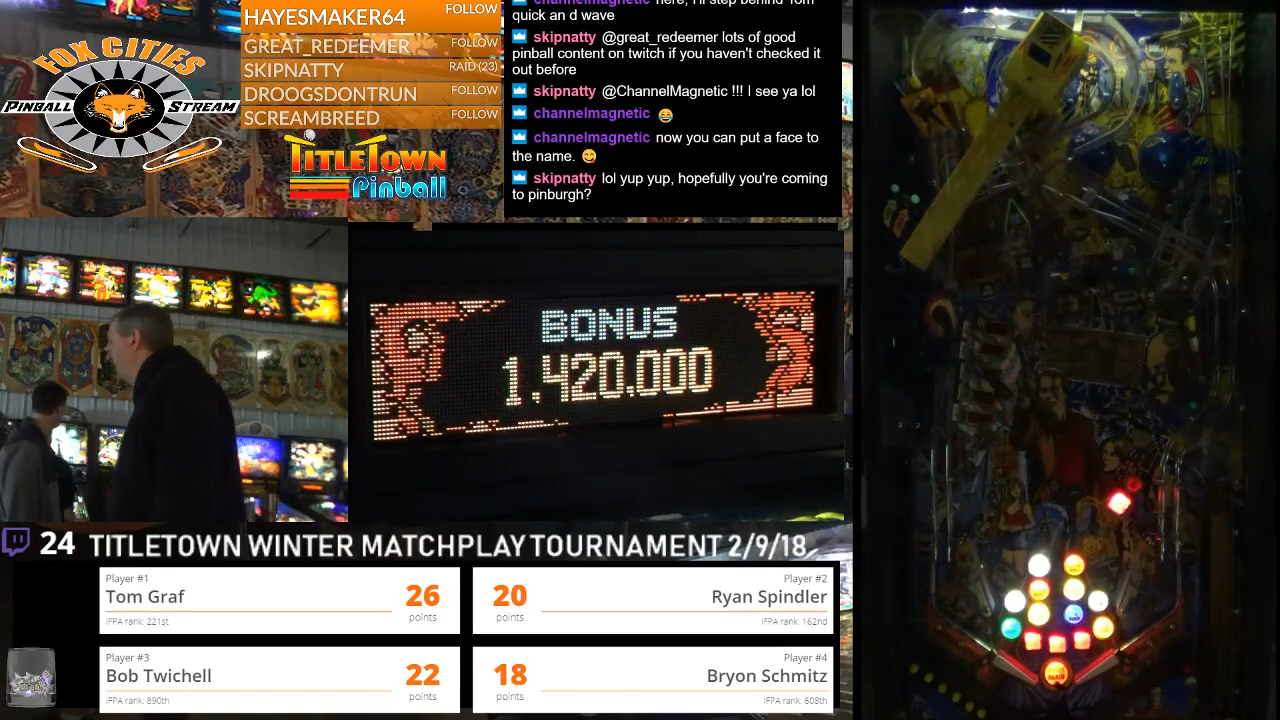 FOX CITIES
PINBALL STREAM
HAYESMAKER64 FOLLOW
GREAT_REDEEMER FOLLOW
SKIPNATTY RAID (23)
DROOGSDONTRUN FOLLOW
SCREAMBREED FOLLOW
TITLETOWN
Pinball
channelmagnetic here, I'll step behind Tom
quick an d wave
skipnatty @great_redeemer lots of good
pinball content on twitch if you haven't checked it
out before
skipnatty @ChannelMagnetic !!! I see ya lol
channelmagnetic 😂
channelmagnetic now you can put a face to
the name. 😋
skipnatty lol yup yup, hopefully you're coming
to pinburgh?
BONUS
1,420,000
24 TITLETOWN WINTER MATCHPLAY TOURNAMENT 2/9/18
Player #1
Tom Graf
IFPA rank: 221st
26
points
Player #2
Ryan Spindler
IFPA rank: 162nd
20
points
Player #3
Bob Twichell
IFPA rank: 890th
22
points
Player #4
Bryon Schmitz
IFPA rank: 608th
18
points